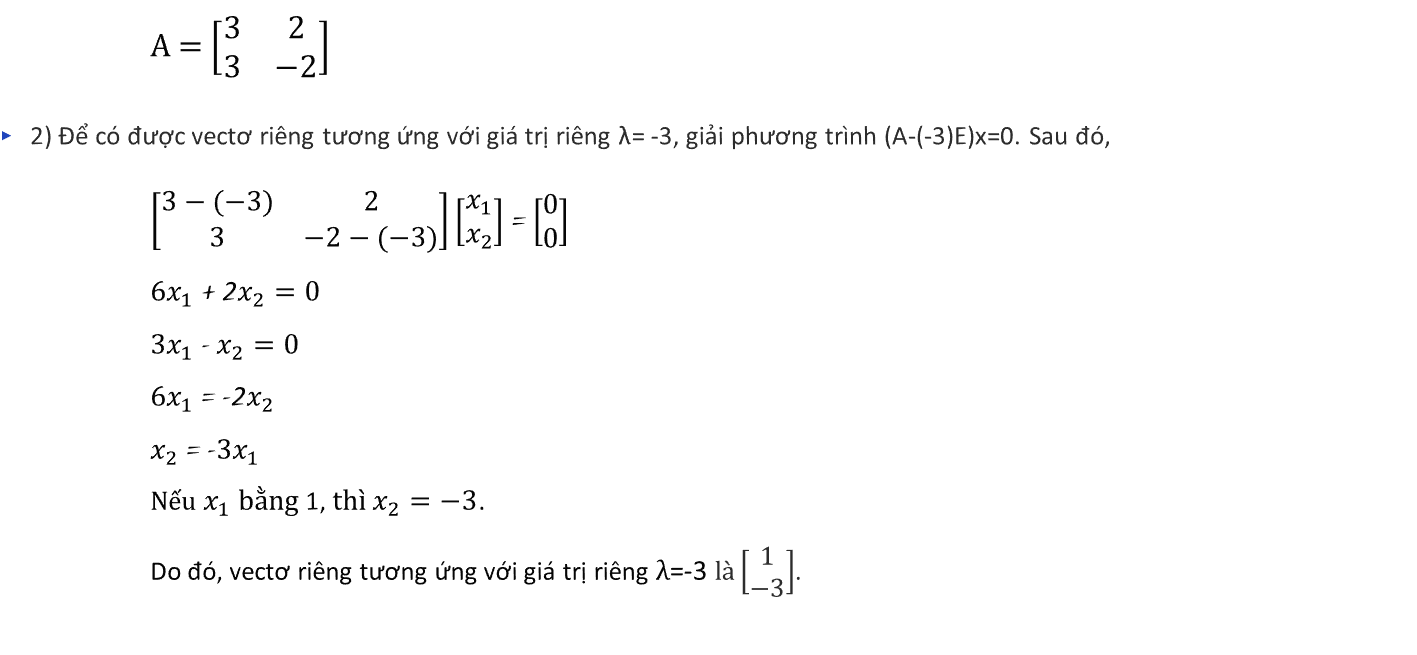 A = [3 2
3 −2]
▸ 2) Để có được vectơ riêng tương ứng với giá trị riêng λ= -3, giải phương trình (A-(-3)E)x=0. Sau đó,
[3 − (−3) 2
3 −2 − (−3)] [x₁
x₂] = [0
0]
6x₁ + 2x₂ = 0
3x₁ - x₂ = 0
6x₁ = -2x₂
x₂ = -3x₁
Nếu x₁ bằng 1, thì x₂ = −3.
Do đó, vectơ riêng tương ứng với giá trị riêng λ=-3 là [1
−3].